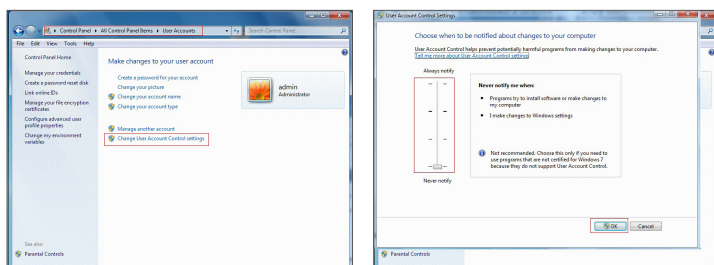 Control Panel ▸ All Control Panel Items ▸ User Accounts
Search Control Panel
File Edit View Tools Help
Control Panel Home
Manage your credentials
Create a password reset disk
Link online IDs
Manage your file encryption
certificates
Configure advanced user
profile properties
Change my environment
variables
See also
Parental Controls
Make changes to your user account
Create a password for your account
Change your picture
Change your account name
Change your account type
Manage another account
Change User Account Control settings
admin
Administrator
User Account Control Settings
Choose when to be notified about changes to your computer
User Account Control helps prevent potentially harmful programs from making changes to your computer.
Tell me more about User Account Control settings
Always notify
Never notify me when:
• Programs try to install software or make changes to
my computer
• I make changes to Windows settings
Not recommended. Choose this only if you need to
use programs that are not certified for Windows 7
because they do not support User Account Control.
Never notify
OK
Cancel
Parental Controls